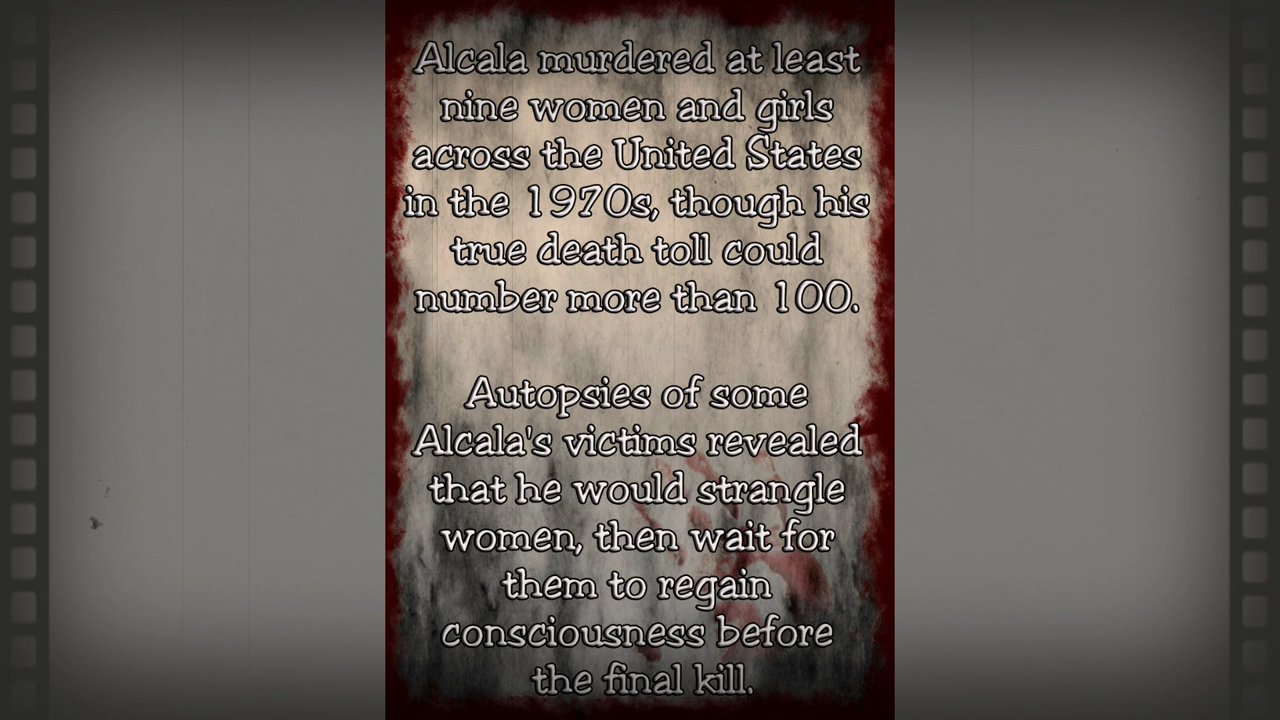 Alcala murdered at least
nine women and girls
across the United States
in the 1970s, though his
true death toll could
number more than 100.
Autopsies of some
Alcala's victims revealed
that he would strangle
women, then wait for
them to regain
consciousness before
the final kill.